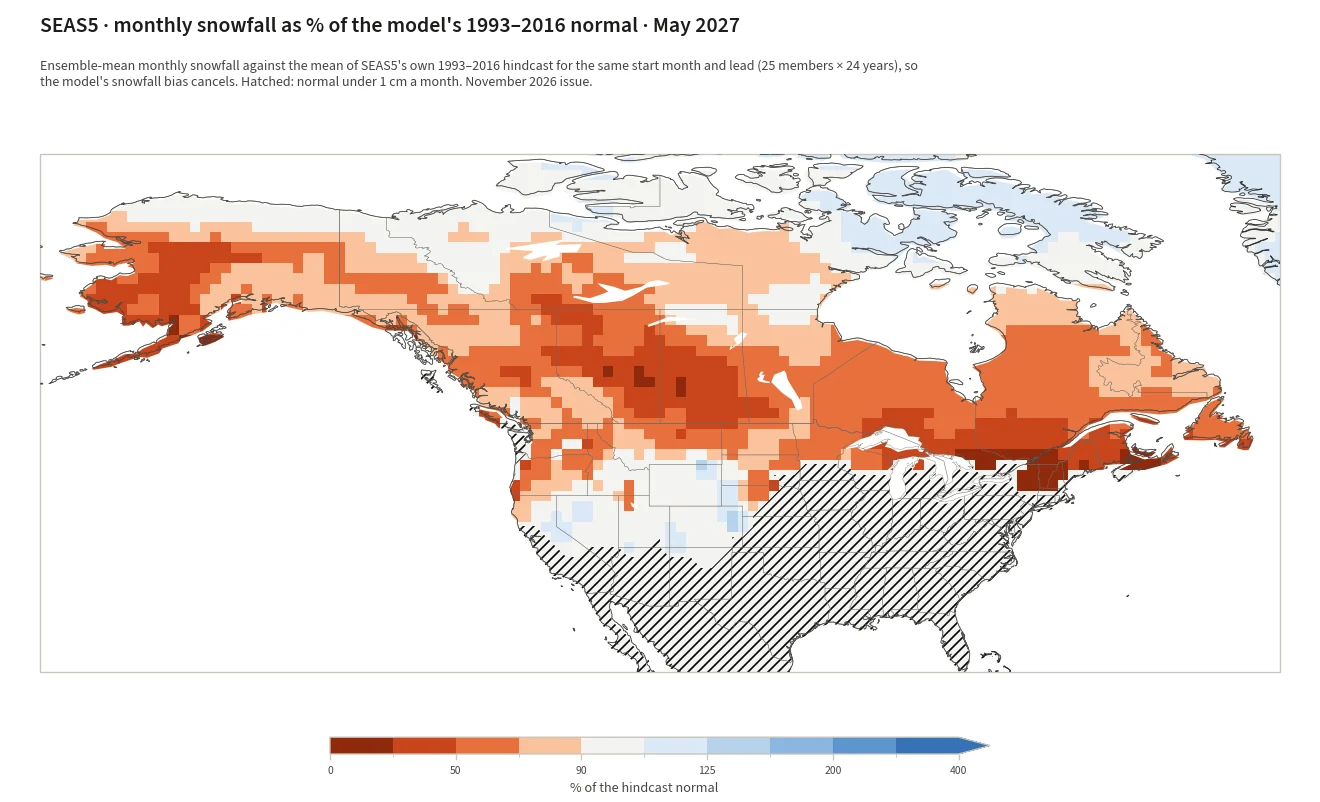 SEAS5 · monthly snowfall as % of the model's 1993–2016 normal · May 2027
Ensemble-mean monthly snowfall against the mean of SEAS5's own 1993–2016 hindcast for the same start month and lead (25 members × 24 years), so
the model's snowfall bias cancels. Hatched: normal under 1 cm a month. November 2026 issue.
0 50 90 125 200 400
% of the hindcast normal